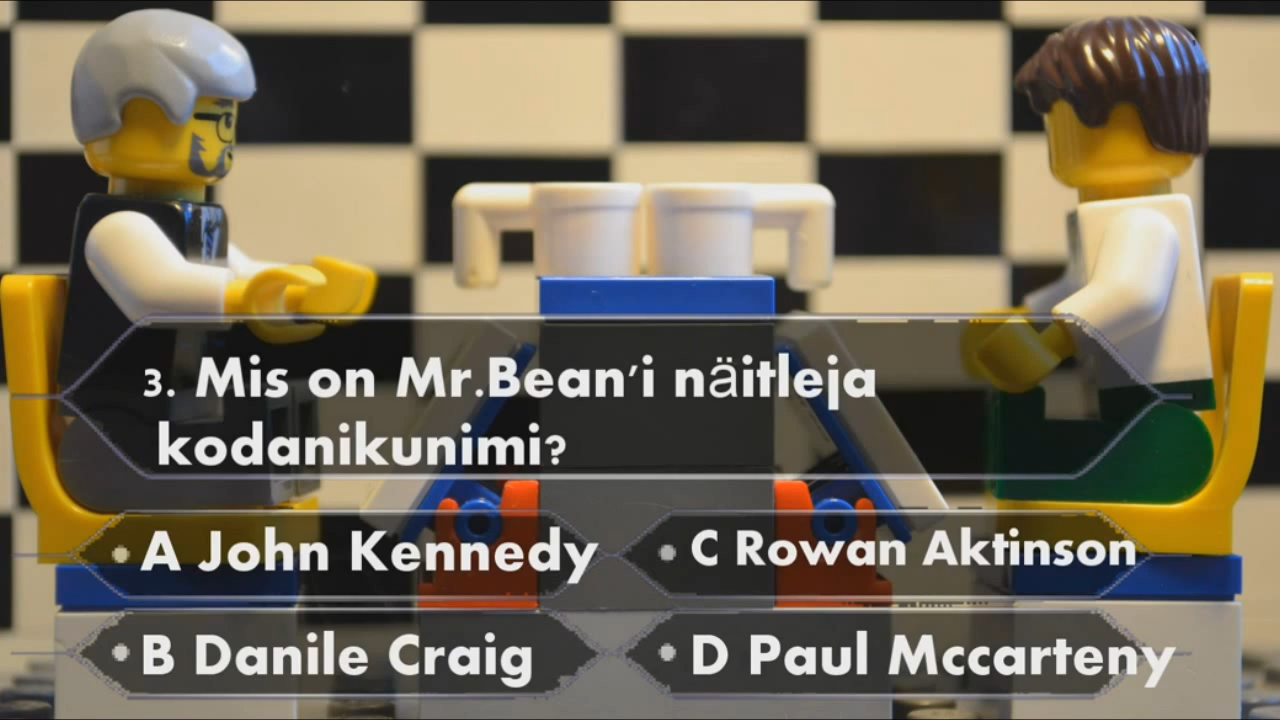 3. Mis on Mr.Bean'i näitleja
kodanikunimi?
A John Kennedy
C Rowan Aktinson
B Danile Craig
D Paul Mccarteny